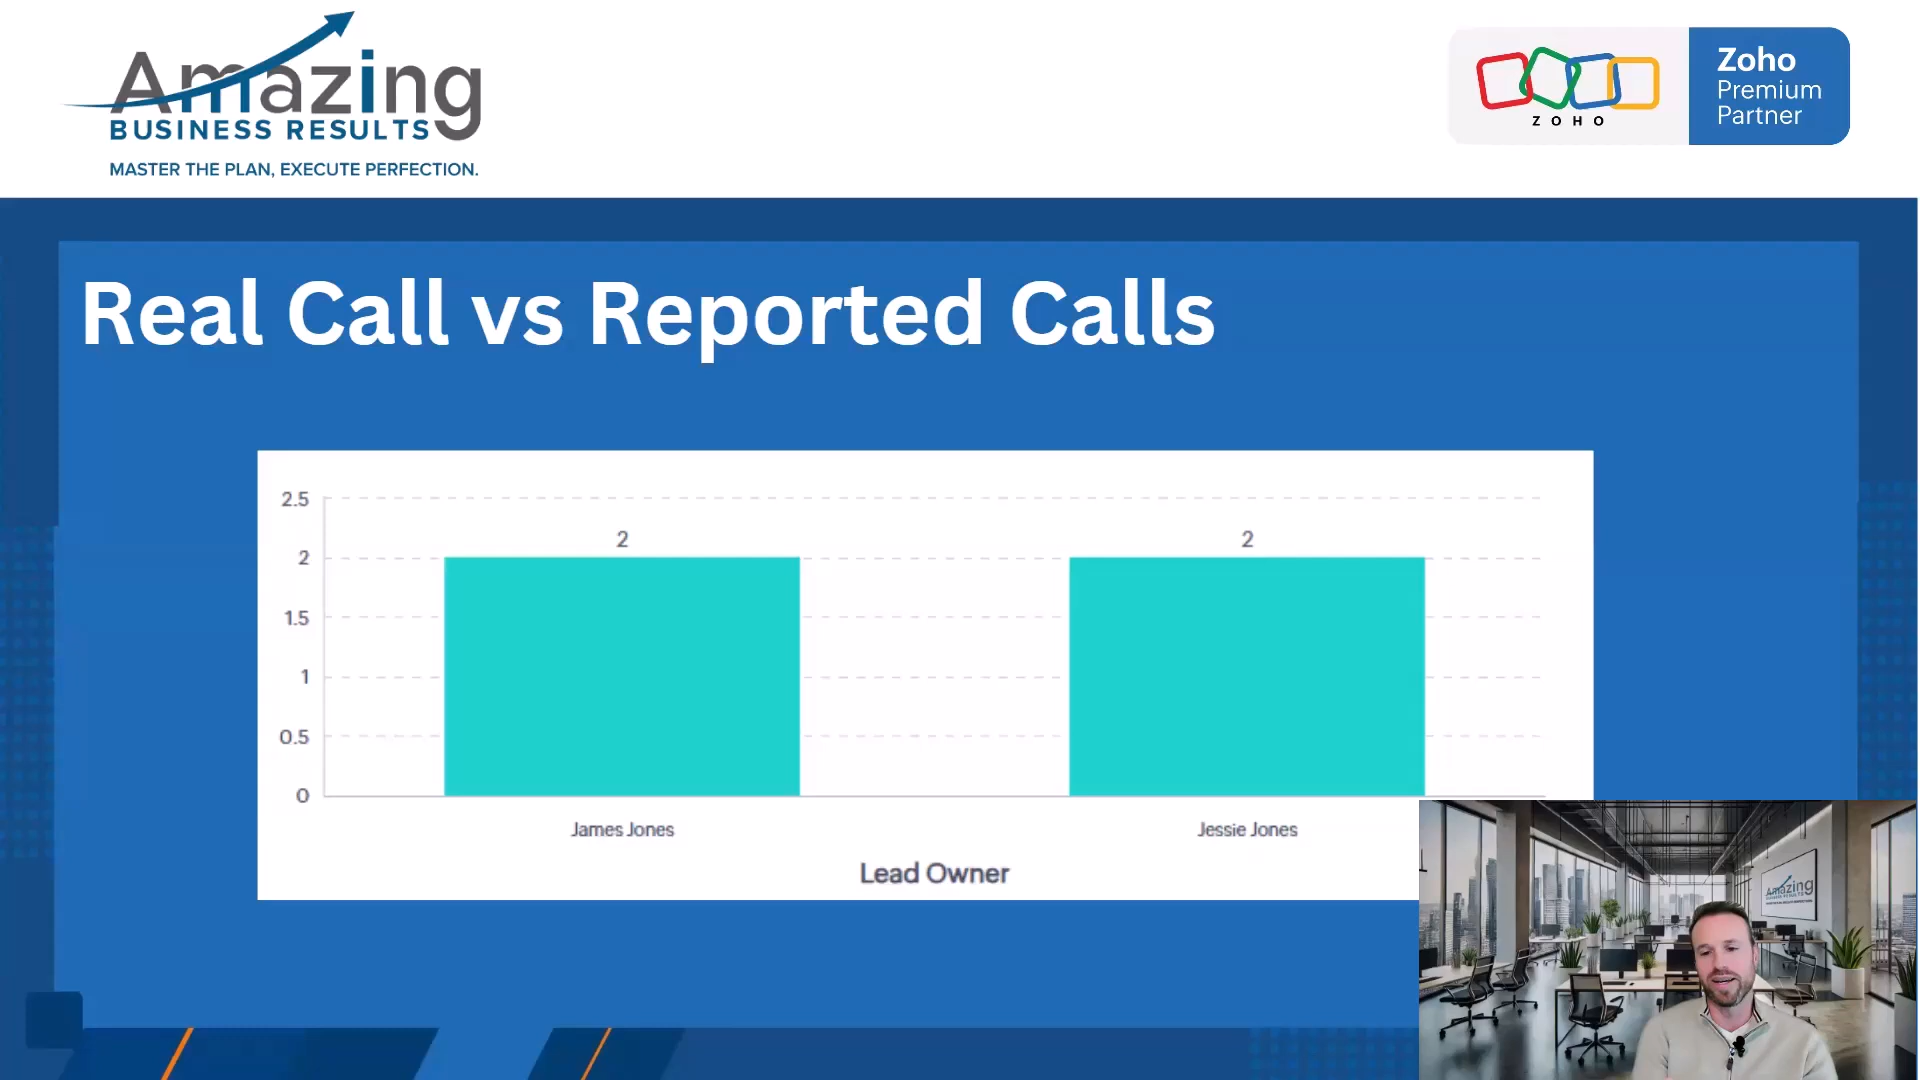 Amazing
BUSINESS RESULTS
MASTER THE PLAN, EXECUTE PERFECTION.
ZOHO
Zoho
Premium
Partner
Real Call vs Reported Calls
2.5
2
1.5
1
0.5
0
2
2
James Jones
Jessie Jones
Lead Owner
Amazing